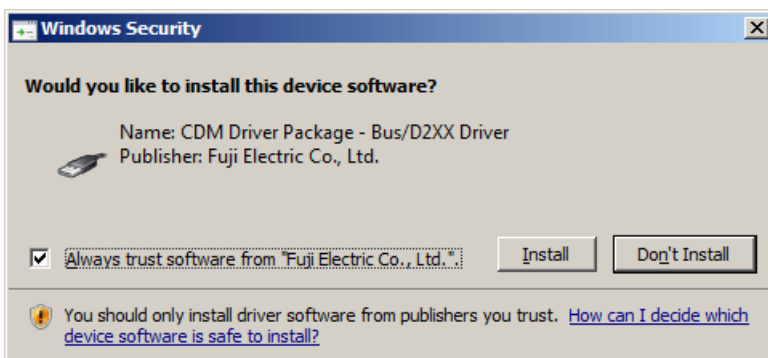 Windows Security
Would you like to install this device software?
Name: CDM Driver Package - Bus/D2XX Driver
Publisher: Fuji Electric Co., Ltd.
Always trust software from "Fuji Electric Co., Ltd.".
Install
Don't Install
You should only install driver software from publishers you trust. How can I decide which
device software is safe to install?